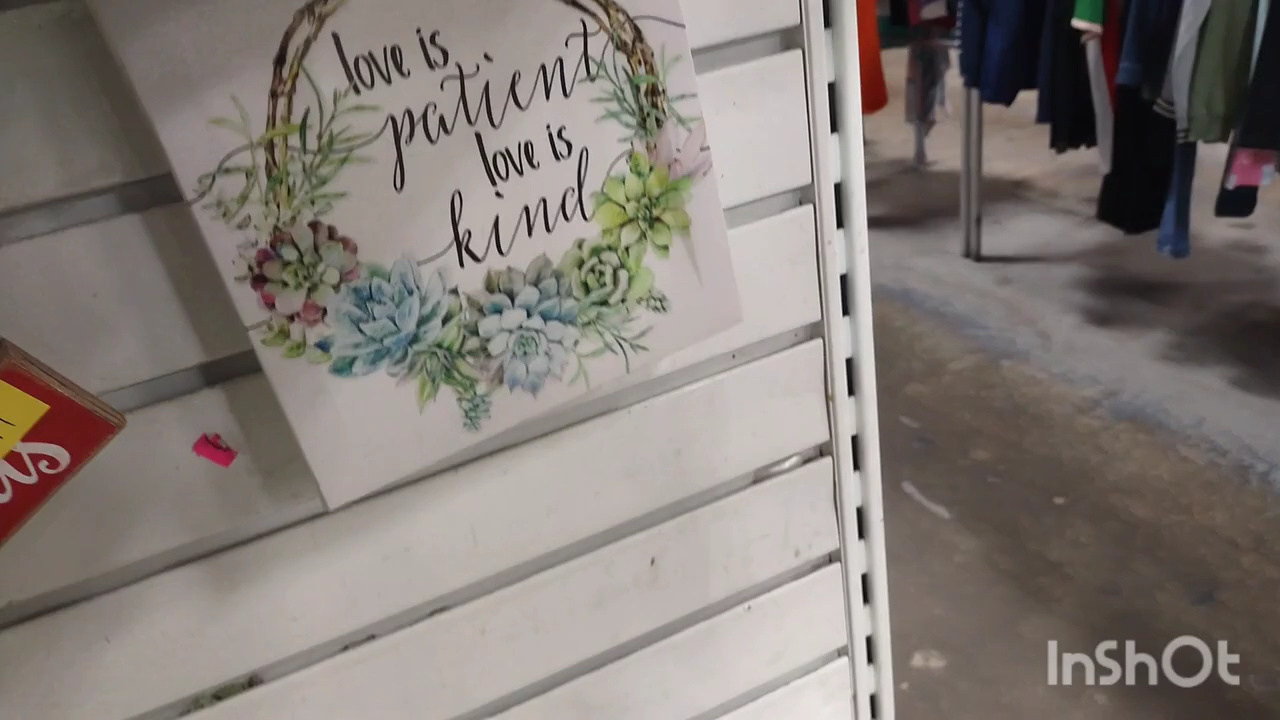 love is
patient
love is
kind
InShOt